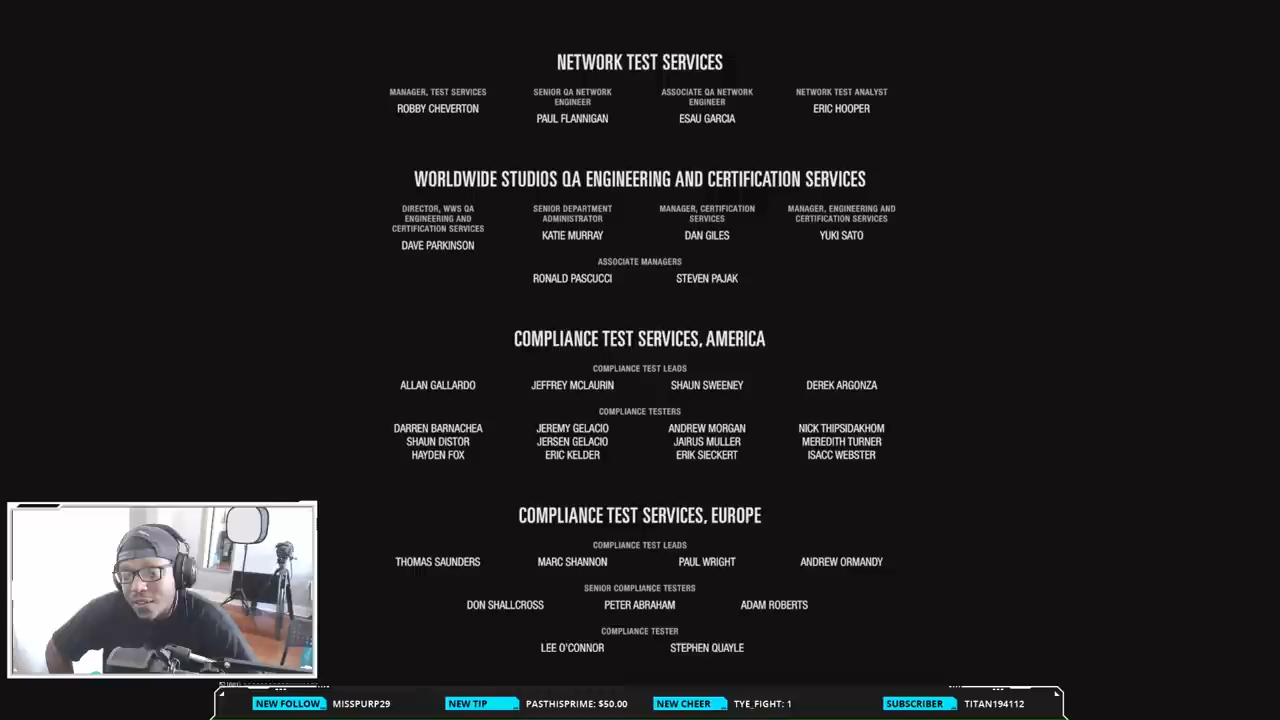 NETWORK TEST SERVICES
MANAGER, TEST SERVICES
ROBBY CHEVERTON
SENIOR QA NETWORK
ENGINEER
PAUL FLANNIGAN
ASSOCIATE QA NETWORK
ENGINEER
ESAU GARCIA
NETWORK TEST ANALYST
ERIC HOOPER
WORLDWIDE STUDIOS QA ENGINEERING AND CERTIFICATION SERVICES
DIRECTOR, WWS QA
ENGINEERING AND
CERTIFICATION SERVICES
DAVE PARKINSON
SENIOR DEPARTMENT
ADMINISTRATOR
KATIE MURRAY
MANAGER, CERTIFICATION
SERVICES
DAN GILES
MANAGER, ENGINEERING AND
CERTIFICATION SERVICES
YUKI SATO
ASSOCIATE MANAGERS
RONALD PASCUCCI STEVEN PAJAK
COMPLIANCE TEST SERVICES, AMERICA
COMPLIANCE TEST LEADS
ALLAN GALLARDO JEFFREY MCLAURIN SHAUN SWEENEY DEREK ARGONZA
COMPLIANCE TESTERS
DARREN BARNACHEA JEREMY GELACIO ANDREW MORGAN NICK THIPSIDAKHOM
SHAUN DISTOR JERSEN GELACIO JAIRUS MULLER MEREDITH TURNER
HAYDEN FOX ERIC KELDER ERIK SIECKERT ISACC WEBSTER
COMPLIANCE TEST SERVICES, EUROPE
COMPLIANCE TEST LEADS
THOMAS SAUNDERS MARC SHANNON PAUL WRIGHT ANDREW ORMANDY
SENIOR COMPLIANCE TESTERS
DON SHALLCROSS PETER ABRAHAM ADAM ROBERTS
COMPLIANCE TESTER
LEE O'CONNOR STEPHEN QUAYLE
NEW FOLLOW MISSPURP29 NEW TIP PASTHISPRIME: $50.00 NEW CHEER TYE_FIGHT: 1 SUBSCRIBER TITAN194112